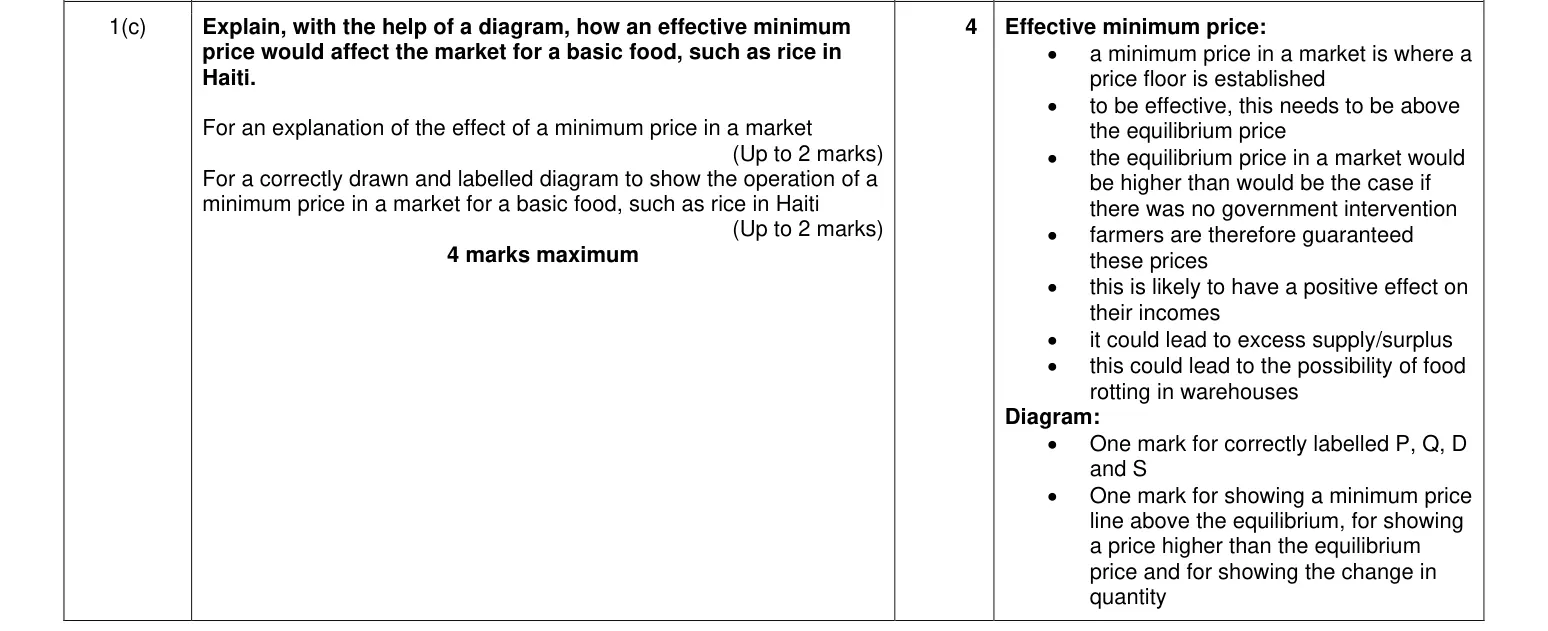 1(c)
Explain, with the help of a diagram, how an effective minimum
price would affect the market for a basic food, such as rice in
Haiti.
For an explanation of the effect of a minimum price in a market
(Up to 2 marks)
For a correctly drawn and labelled diagram to show the operation of a
minimum price in a market for a basic food, such as rice in Haiti
(Up to 2 marks)
4 marks maximum
4
Effective minimum price:
• a minimum price in a market is where a
price floor is established
• to be effective, this needs to be above
the equilibrium price
• the equilibrium price in a market would
be higher than would be the case if
there was no government intervention
• farmers are therefore guaranteed
these prices
• this is likely to have a positive effect on
their incomes
• it could lead to excess supply/surplus
• this could lead to the possibility of food
rotting in warehouses
Diagram:
• One mark for correctly labelled P, Q, D
and S
• One mark for showing a minimum price
line above the equilibrium, for showing
a price higher than the equilibrium
price and for showing the change in
quantity